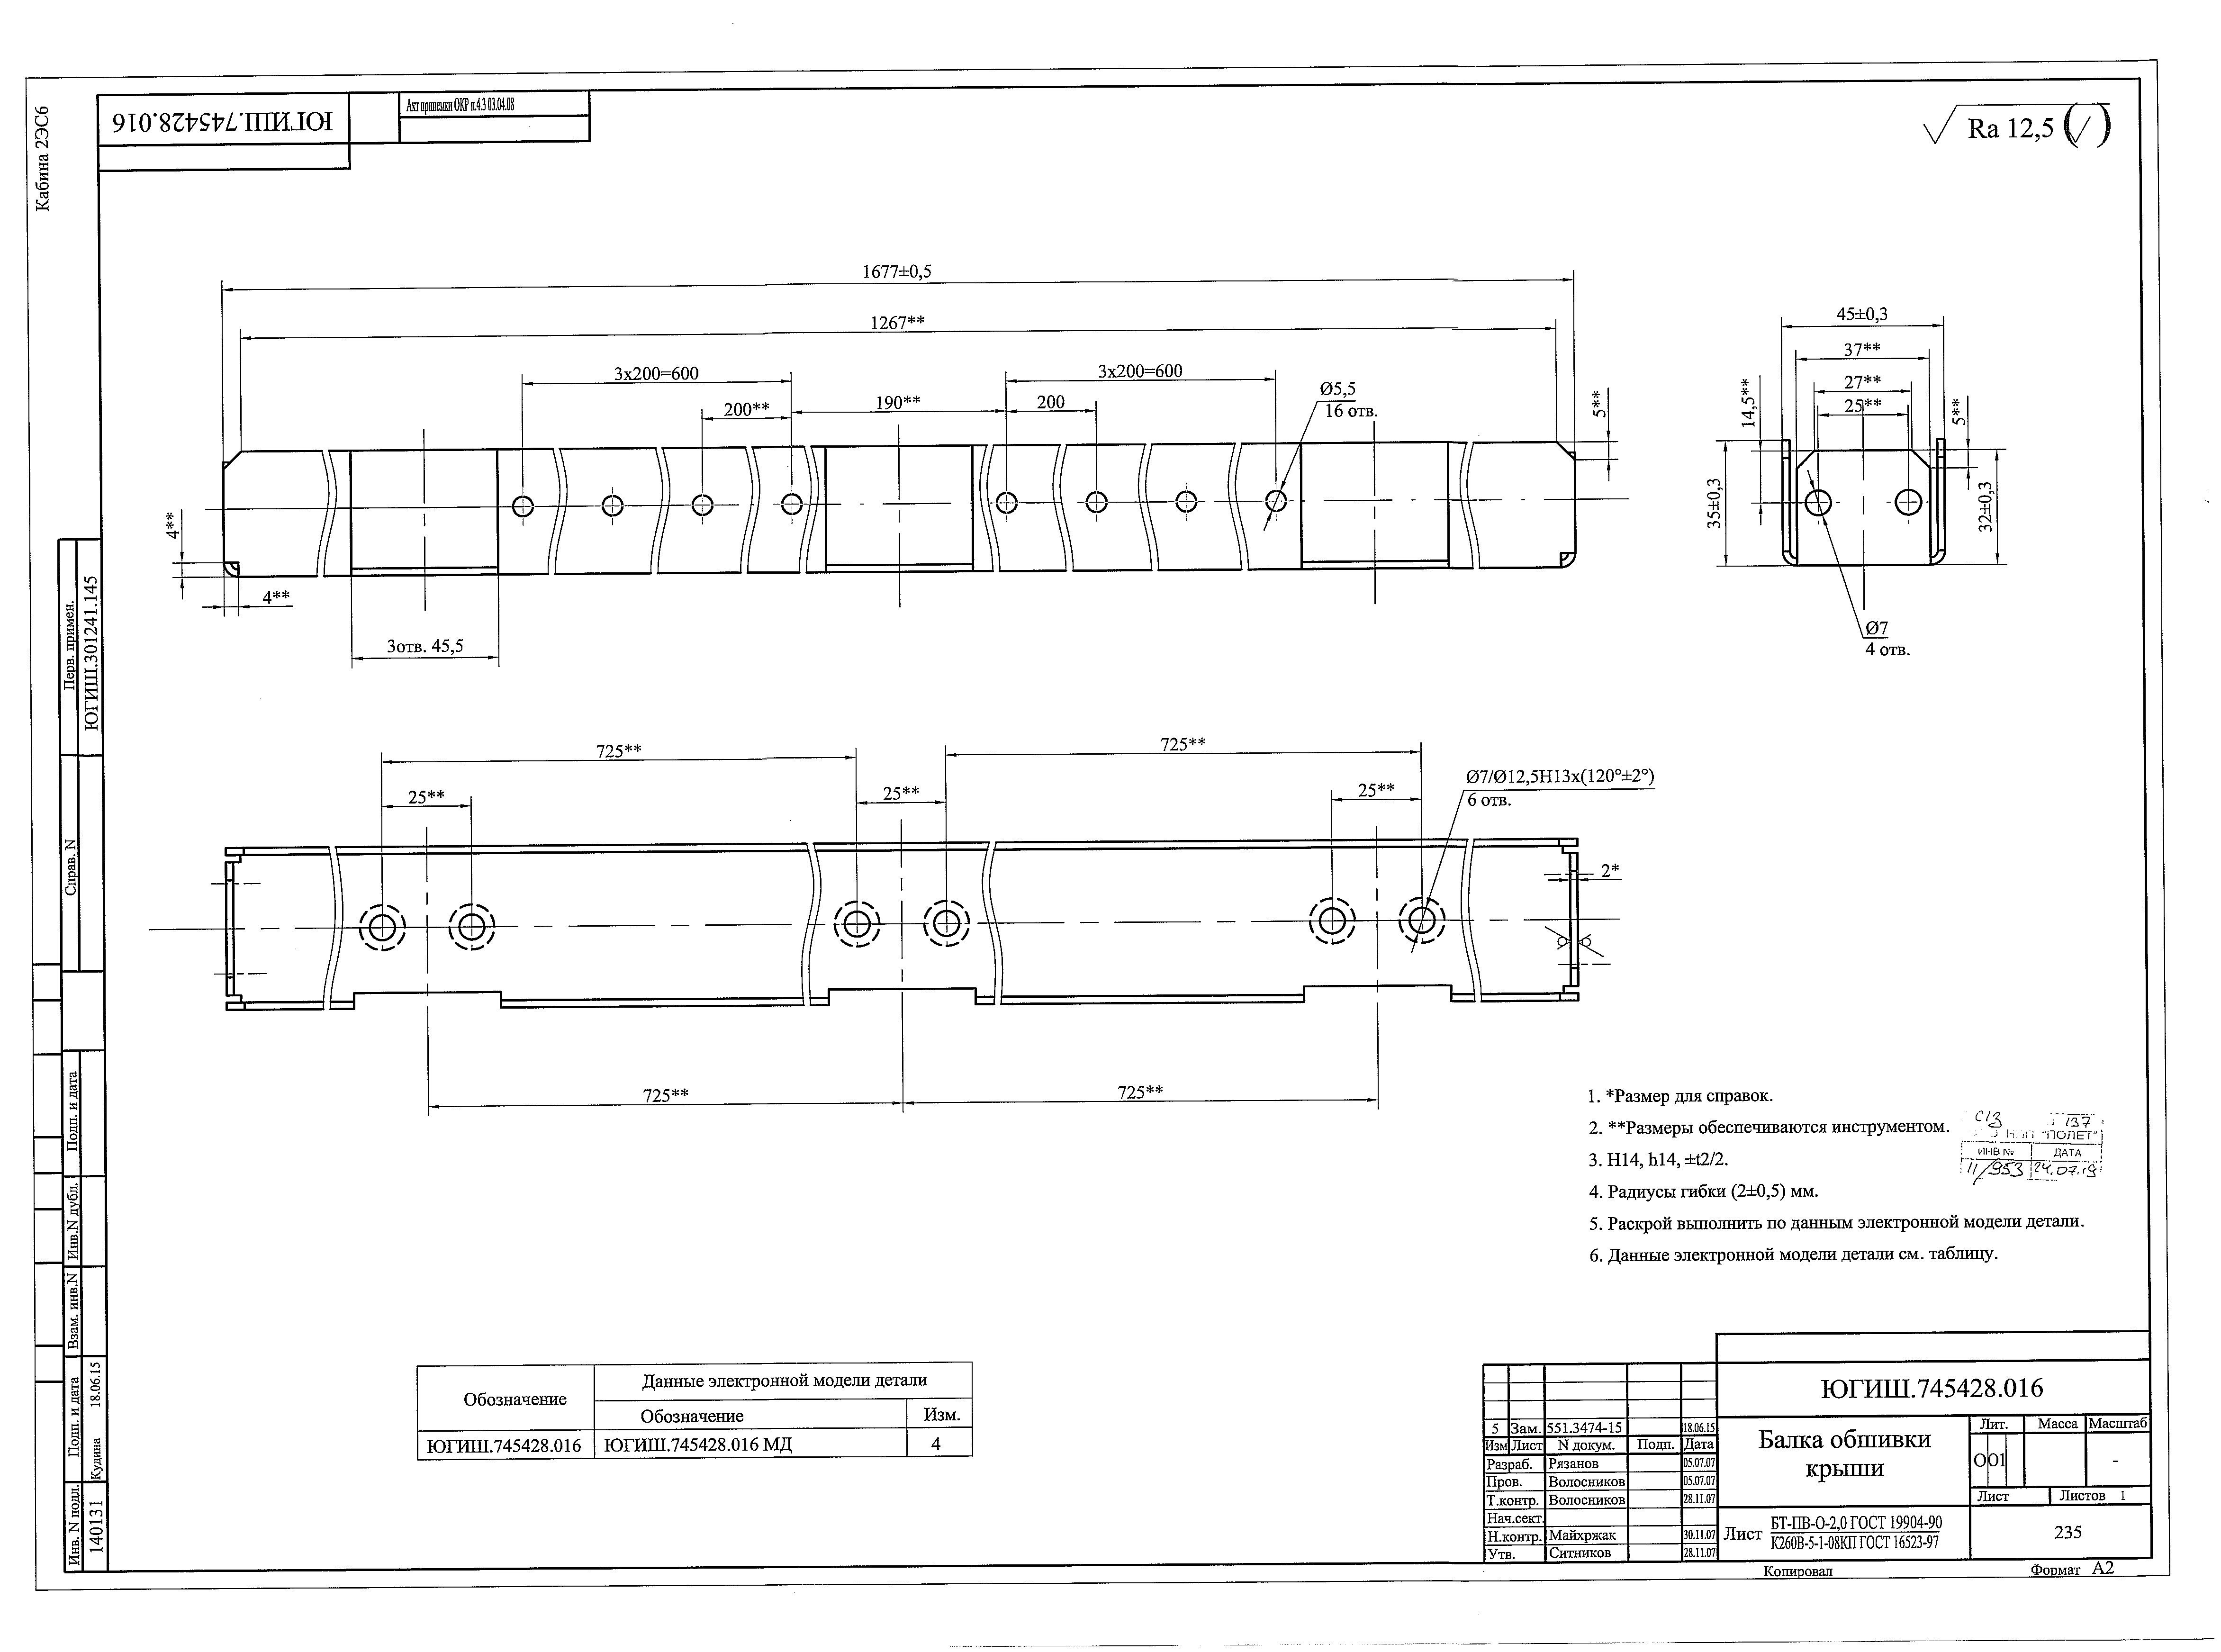 Кабина 2ЭС6
ЮГИШ.745428.016
Акт приемки ОКР п.4.3 03.04.08
Ra 12,5
1677±0,5
1267**
3x200=600
3x200=600
200**
190**
200
Ø5,5
16 отв.
5**
4**
4**
3отв. 45,5
45±0,3
37**
27**
25**
14,5**
5**
35±0,3
32±0,3
Ø7
4 отв.
725**
725**
25**
25**
25**
Ø7/Ø12,5H13x(120°±2°)
6 отв.
2*
725**
725**
1. *Размер для справок.
2. **Размеры обеспечиваются инструментом.
3. H14, h14, ±t2/2.
4. Радиусы гибки (2±0,5) мм.
5. Раскрой выполнить по данным электронной модели детали.
6. Данные электронной модели детали см. таблицу.
СГЗ 137
НПП "ПОЛЕТ"
ИНВ № ДАТА
11/953 24.07.19
Обозначение Данные электронной модели детали
Обозначение Изм.
ЮГИШ.745428.016 ЮГИШ.745428.016 МД 4
Перв. примен.
ЮГИШ.301241.145
Справ. N
Подп. и дата
Инв.N дубл.
Взам. инв.N
Подп. и дата
Кудина 18.06.15
Инв. N подл.
140131
ЮГИШ.745428.016
5 Зам. 551.3474-15 18.06.15
Изм Лист N докум. Подп. Дата
Разраб. Рязанов 05.07.07
Пров. Волосников 05.07.07
Т.контр. Волосников 28.11.07
Нач.сект.
Н.контр. Майхржак 30.11.07
Утв. Ситников 28.11.07
Балка обшивки
крыши
Лит. Масса Масштаб
О О1 -
Лист Листов 1
Лист БТ-ПВ-О-2,0 ГОСТ 19904-90
К260В-5-1-08КП ГОСТ 16523-97
235
Копировал Формат А2